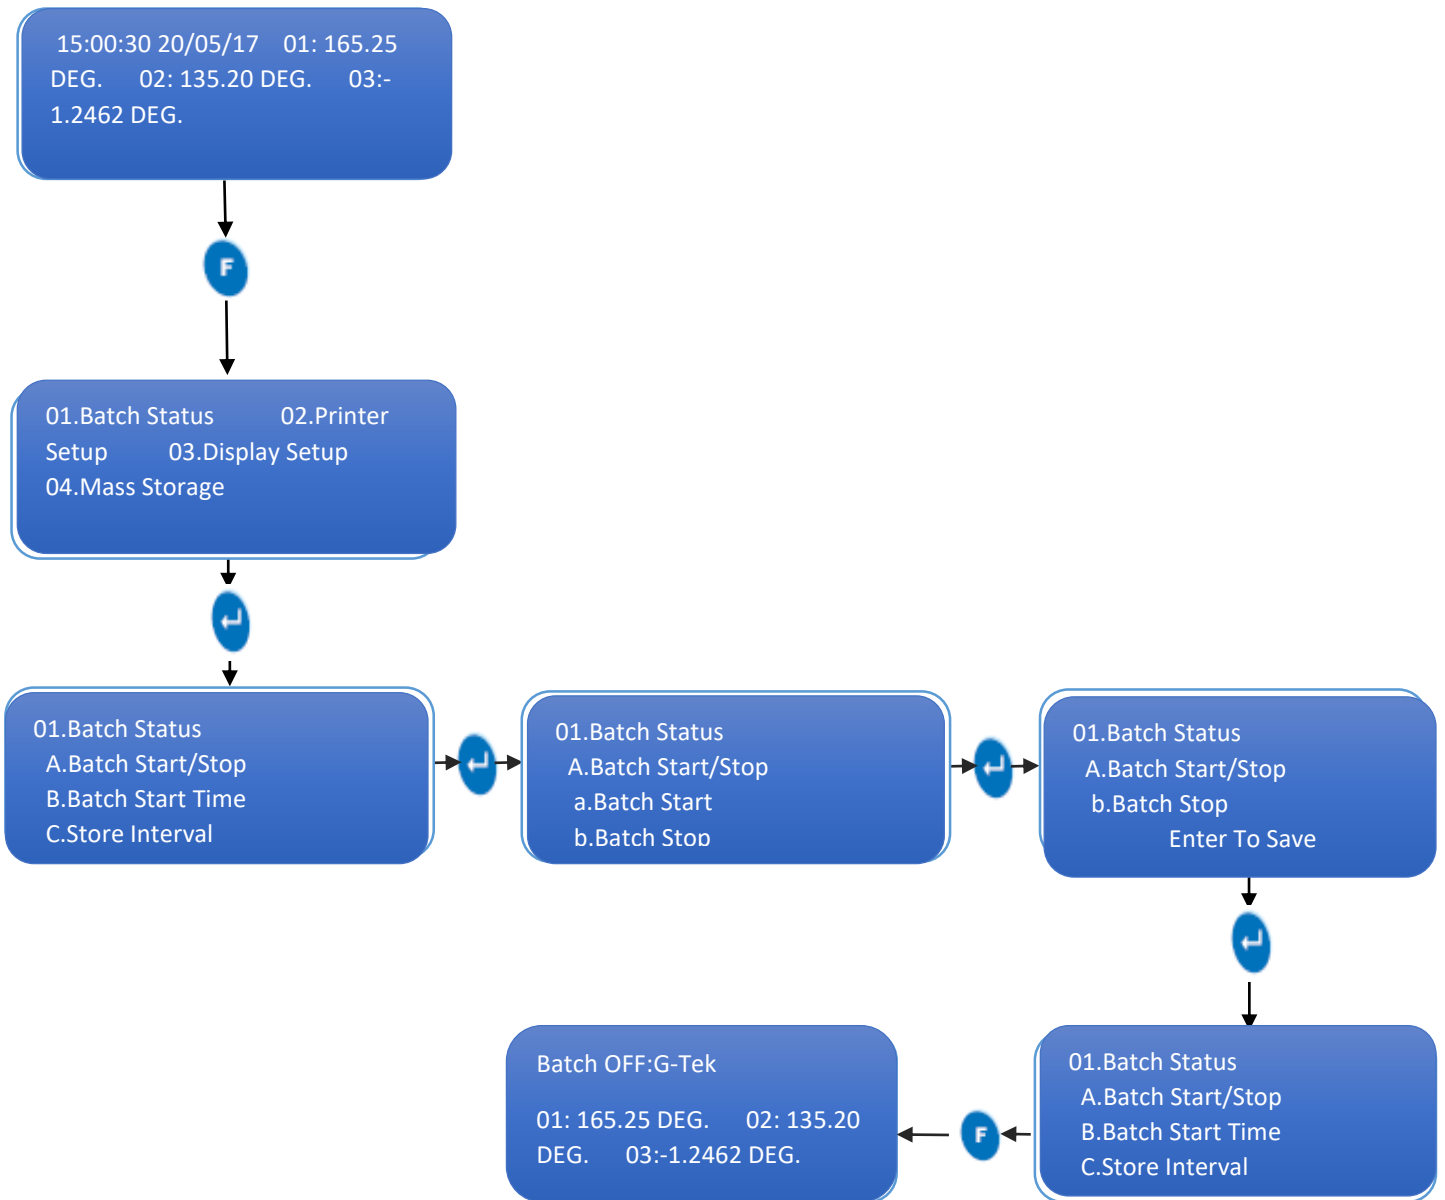 15:00:30 20/05/17 01: 165.25
DEG. 02: 135.20 DEG. 03:-
1.2462 DEG.
F
01.Batch Status 02.Printer
Setup 03.Display Setup
04.Mass Storage
01.Batch Status
A.Batch Start/Stop
B.Batch Start Time
C.Store Interval
01.Batch Status
A.Batch Start/Stop
a.Batch Start
b.Batch Stop
01.Batch Status
A.Batch Start/Stop
b.Batch Stop
Enter To Save
01.Batch Status
A.Batch Start/Stop
B.Batch Start Time
C.Store Interval
F
Batch OFF:G-Tek
01: 165.25 DEG. 02: 135.20
DEG. 03:-1.2462 DEG.